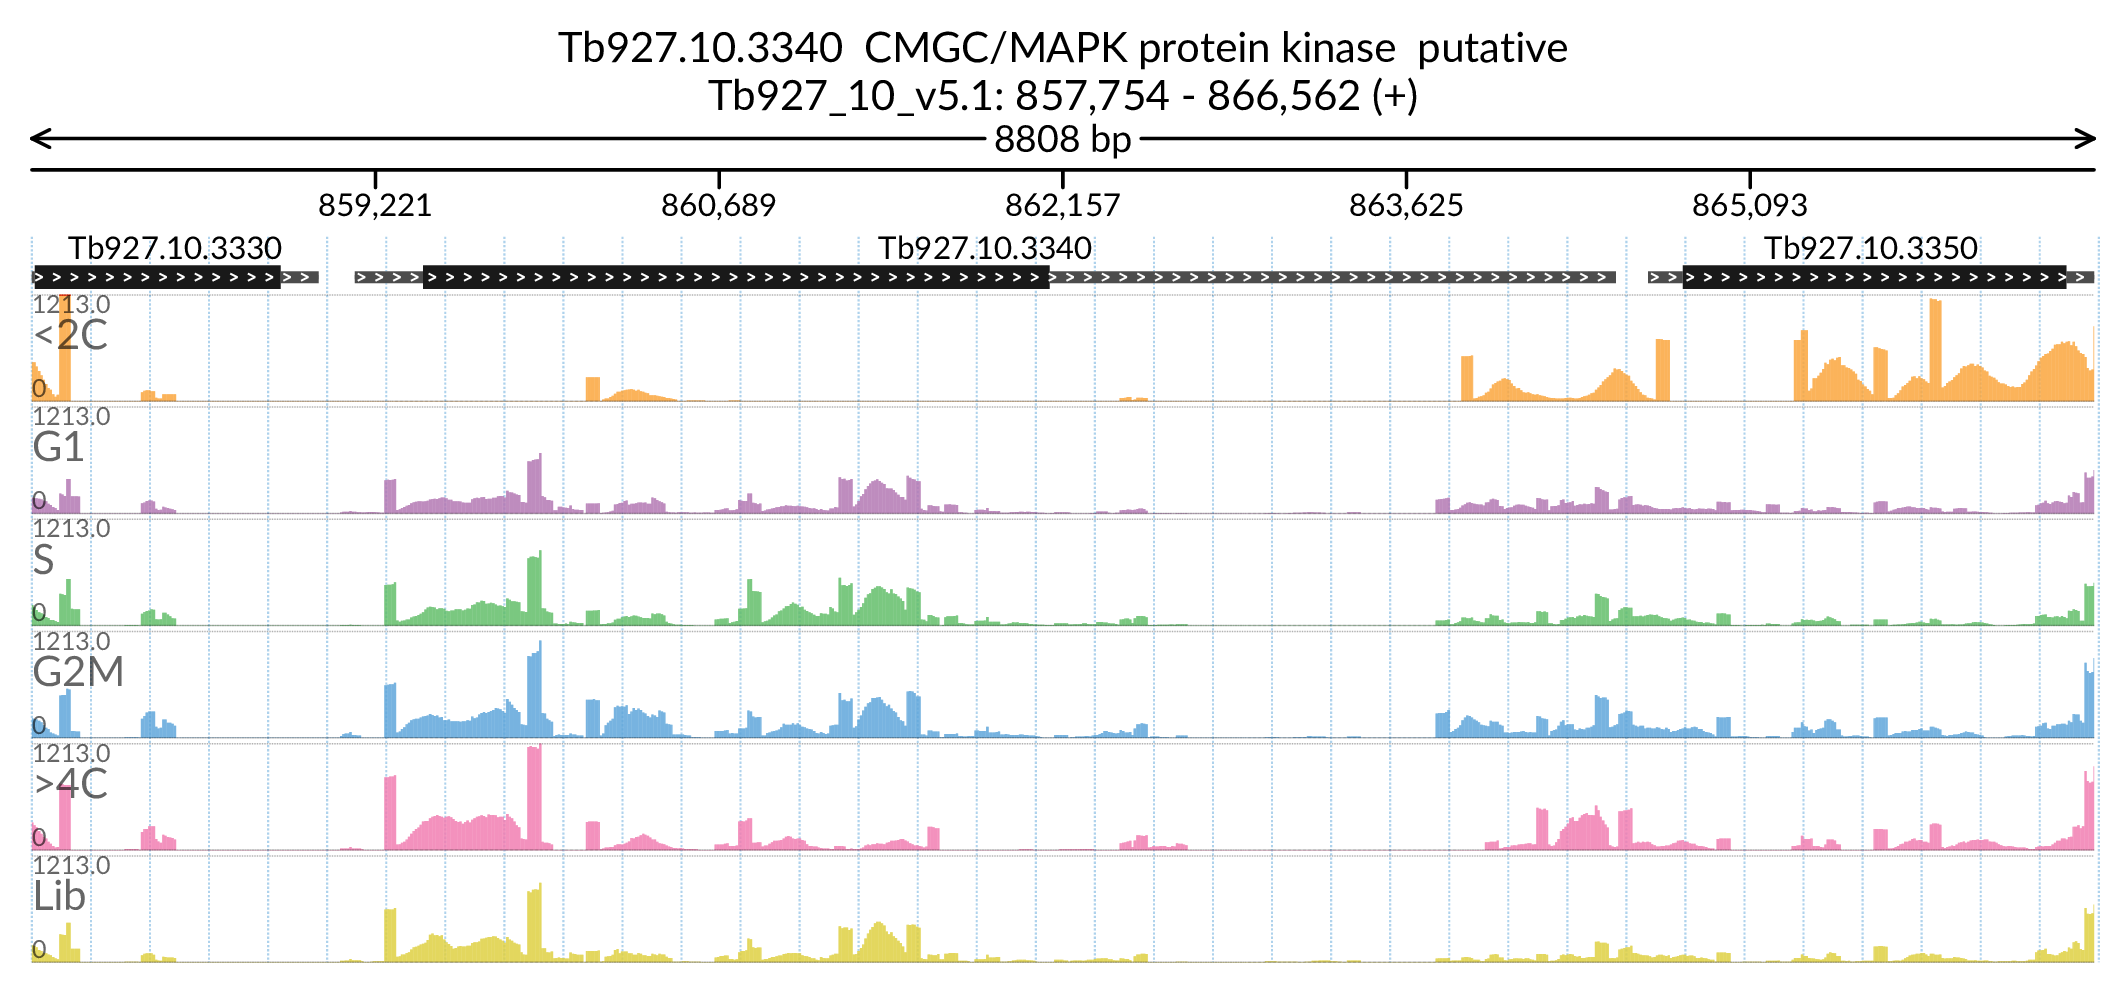 Tb927.10.3340  CMGC/MAPK protein kinase  putative
Tb927_10_v5.1: 857,754 - 866,562 (+)
8808 bp
859,221 860,689 862,157 863,625 865,093
Tb927.10.3330 Tb927.10.3340 Tb927.10.3350
1213.0
<2C
0
1213.0
G1
0
1213.0
S
0
1213.0
G2M
0
1213.0
>4C
0
1213.0
Lib
0